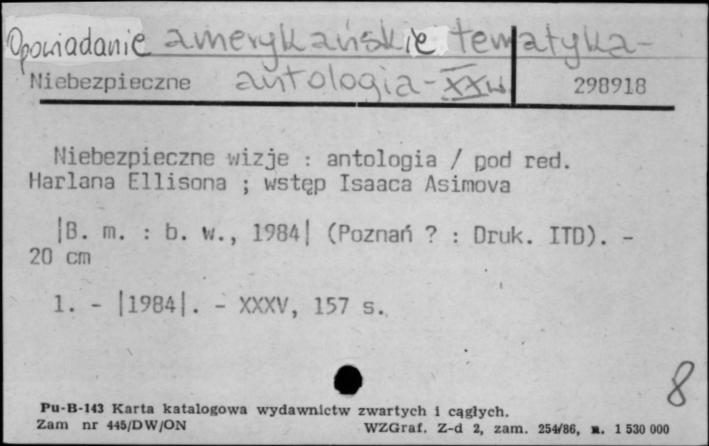 Opowiadanie amerykańskie tematyka-
Niebezpieczne antologia - XXw 298918
Niebezpieczne wizje : antologia / pod red.
Harlana Ellisona ; wstęp Isaaca Asimova
|B. m. : b. w., 1984| (Poznań ? : Druk. ITD). -
20 cm
1. - |1984|. - XXXV, 157 s.
8
Pu-B-143 Karta katalogowa wydawnictw zwartych i cągłych.
Zam nr 445/DW/ON WZGraf. Z-d 2, zam. 254/86, n. 1 530 000